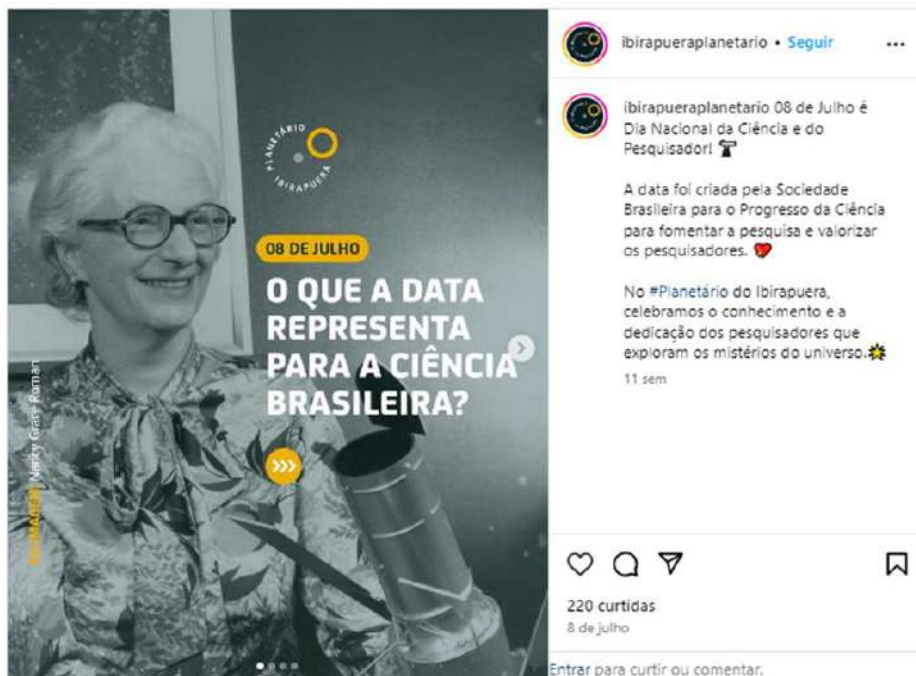 PLANETÁRIO
IBIRAPUERA
08 DE JULHO
O QUE A DATA
REPRESENTA
PARA A CIÊNCIA
BRASILEIRA?
Nancy Grase Roman
ibirapueraplanetario • Seguir
ibirapueraplanetario 08 de Julho é
Dia Nacional da Ciência e do
Pesquisador!
A data foi criada pela Sociedade
Brasileira para o Progresso da Ciência
para fomentar a pesquisa e valorizar
os pesquisadores.
No #Planetário do Ibirapuera,
celebramos o conhecimento e a
dedicação dos pesquisadores que
exploram os mistérios do universo.
11 sem
220 curtidas
8 de julho
Entrar para curtir ou comentar.